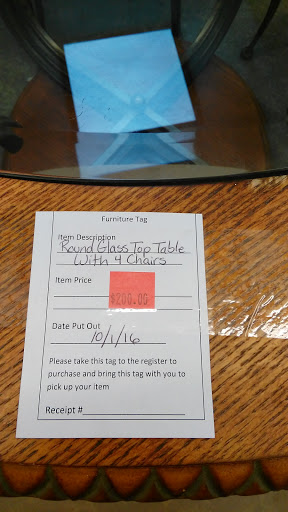 Furniture Tag
Item Description
Round Glass Top Table
With 4 Chairs
Item Price
$200.05
Date Put Out
10/1/16
Please take this tag to the register to
purchase and bring this tag with you to
pick up your item
Receipt #